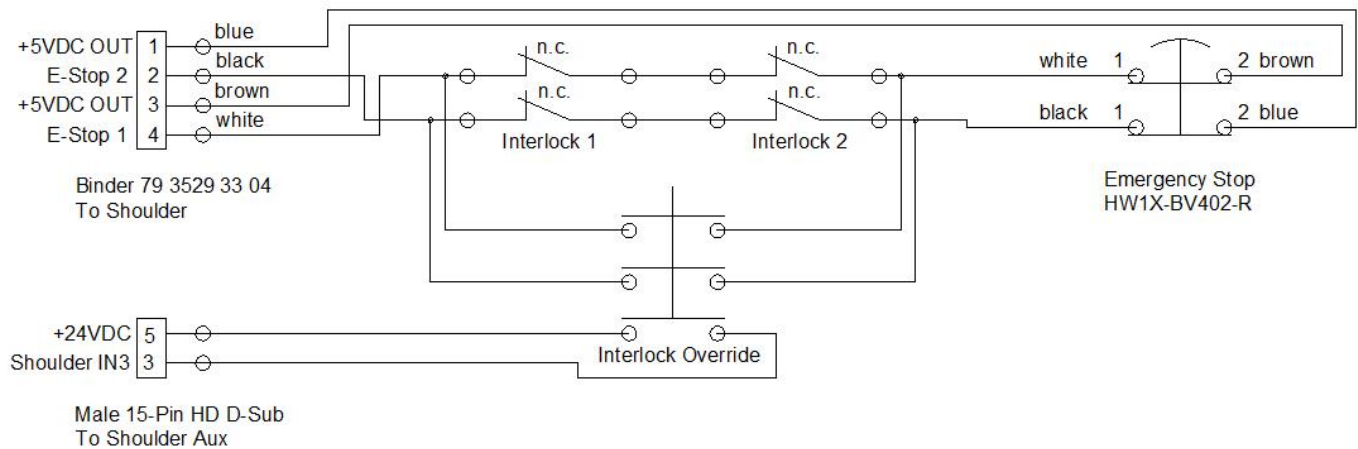 +5VDC OUT 1 blue
E-Stop 2 2 black
+5VDC OUT 3 brown
E-Stop 1 4 white
Binder 79 3529 33 04
To Shoulder
n.c. n.c.
n.c. n.c.
Interlock 1 Interlock 2
white 1 2 brown
black 1 2 blue
Emergency Stop
HW1X-BV402-R
+24VDC 5
Shoulder IN3 3
Interlock Override
Male 15-Pin HD D-Sub
To Shoulder Aux